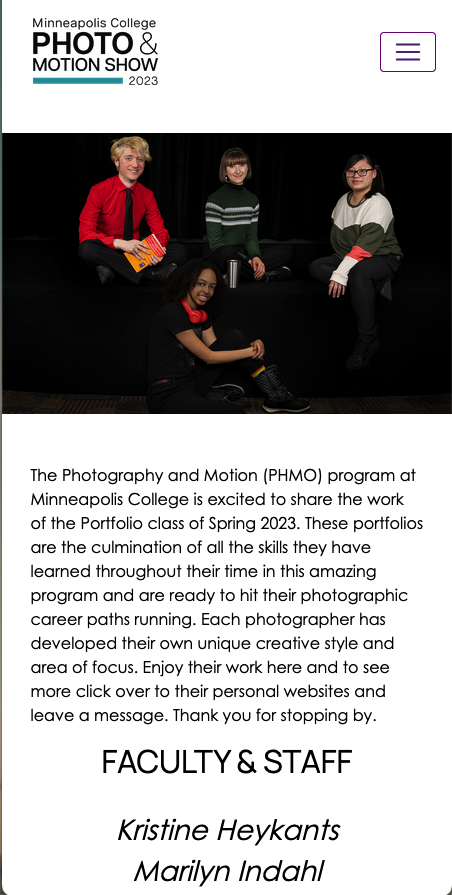 Minneapolis College
PHOTO &
MOTION SHOW
2023
The Photography and Motion (PHMO) program at
Minneapolis College is excited to share the work
of the Portfolio class of Spring 2023. These portfolios
are the culmination of all the skills they have
learned throughout their time in this amazing
program and are ready to hit their photographic
career paths running. Each photographer has
developed their own unique creative style and
area of focus. Enjoy their work here and to see
more click over to their personal websites and
leave a message. Thank you for stopping by.
FACULTY & STAFF
Kristine Heykants
Marilyn Indahl